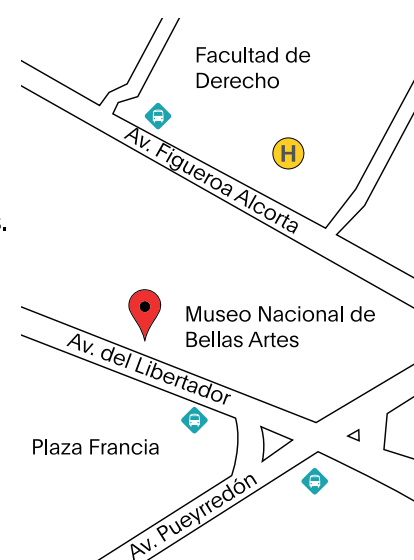 Facultad de
Derecho
H
Av. Figueroa Alcorta
s.
Museo Nacional de
Bellas Artes
Av. del Libertador
Plaza Francia
Av. Pueyrredón